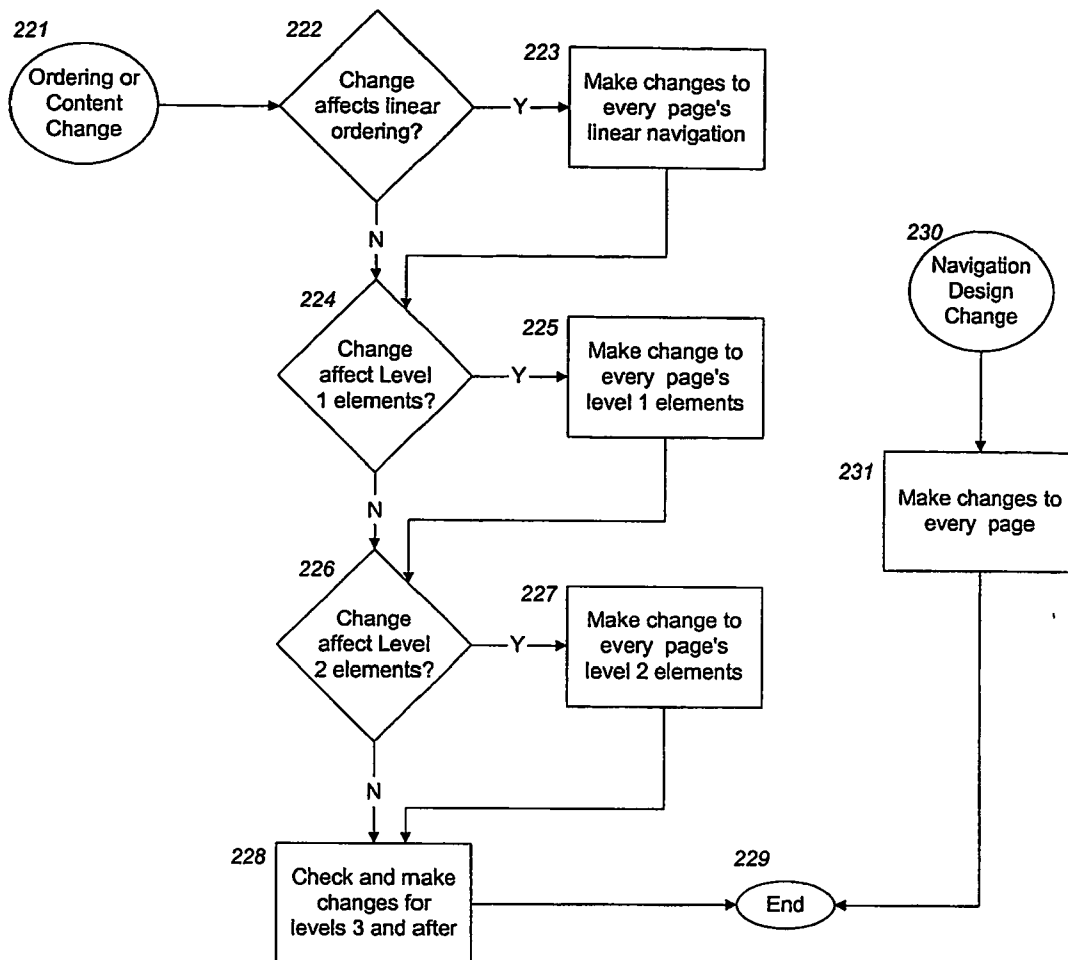 221
Ordering or
Content
Change
222
Change
affects linear
ordering?
Y
223
Make changes to
every page's
linear navigation
N
224
Change
affect Level
1 elements?
Y
225
Make change to
every page's
level 1 elements
N
226
Change
affect Level
2 elements?
Y
227
Make change to
every page's
level 2 elements
N
228
Check and make
changes for
levels 3 and after
229
End
230
Navigation
Design
Change
231
Make changes to
every page